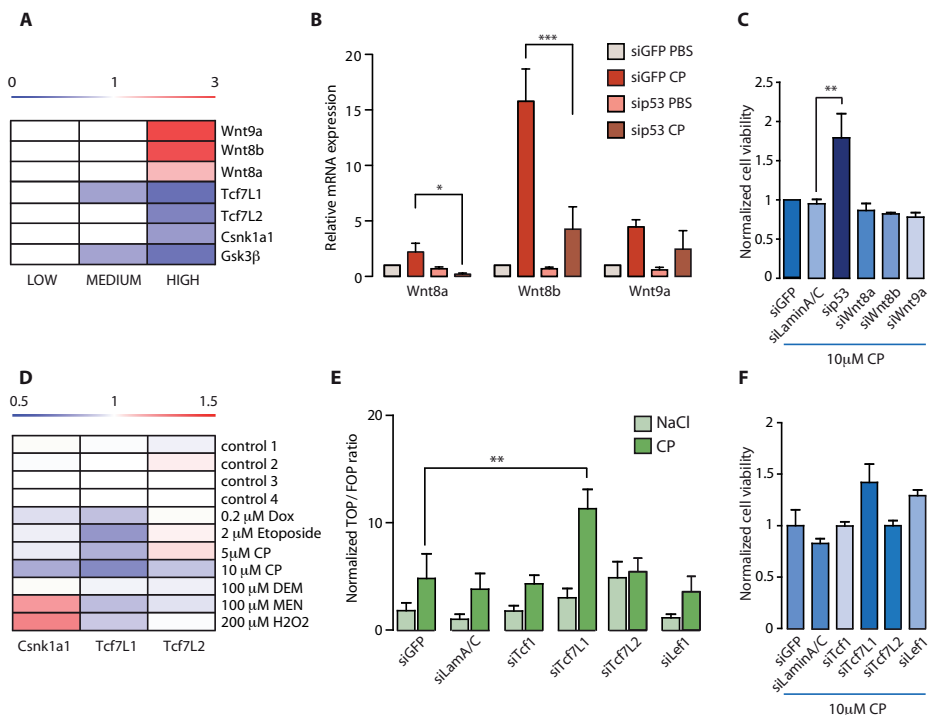 A
0 1 3
Wnt9a
Wnt8b
Wnt8a
Tcf7L1
Tcf7L2
Csnk1a1
Gsk3β
LOW MEDIUM HIGH
B
Relative mRNA expression
20
15
10
5
0
***
*
siGFP PBS
siGFP CP
sip53 PBS
sip53 CP
Wnt8a Wnt8b Wnt9a
C
Normalized cell viability
2.5
2
1.5
1
0.5
0
**
siGFP
siLaminA/C
sip53
siWnt8a
siWnt8b
siWnt9a
10μM CP
D
0.5 1 1.5
control 1
control 2
control 3
control 4
0.2 μM Dox
2 μM Etoposide
5μM CP
10 μM CP
100 μM DEM
100 μM MEN
200 μM H2O2
Csnk1a1 Tcf7L1 Tcf7L2
E
Normalized TOP/ FOP ratio
20
10
0
**
NaCl
CP
siGFP
siLamA/C
siTcf1
siTcf7L1
siTcf7L2
siLef1
F
Normalized cell viability
2
1.5
1
0.5
0
siGFP
siLaminA/C
siTcf1
siTcf7L1
siTcf7L2
siLef1
10μM CP